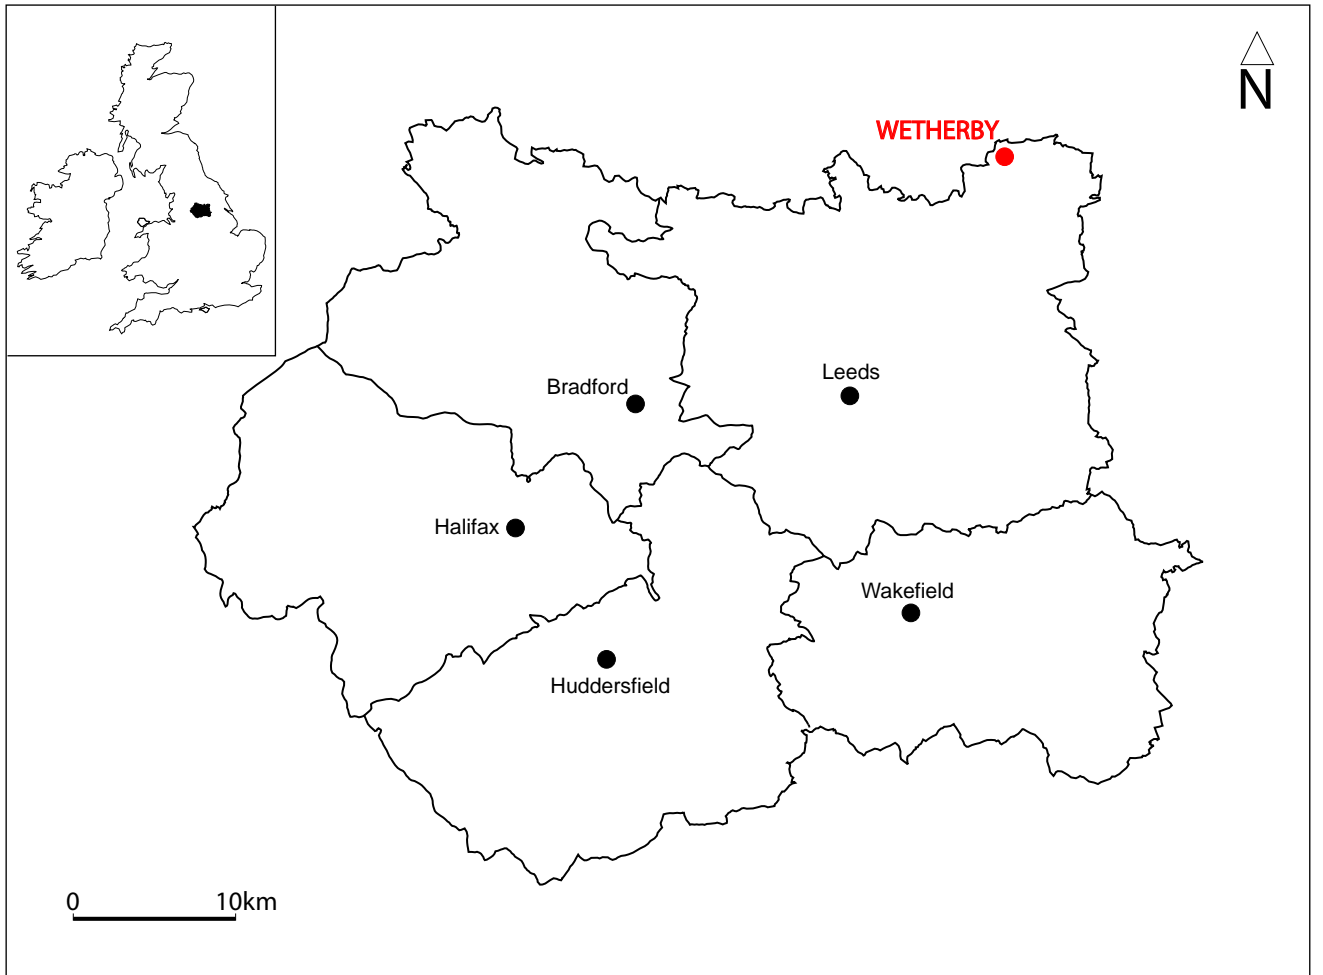 N
WETHERBY
Leeds
Bradford
Halifax
Wakefield
Huddersfield
0 10km